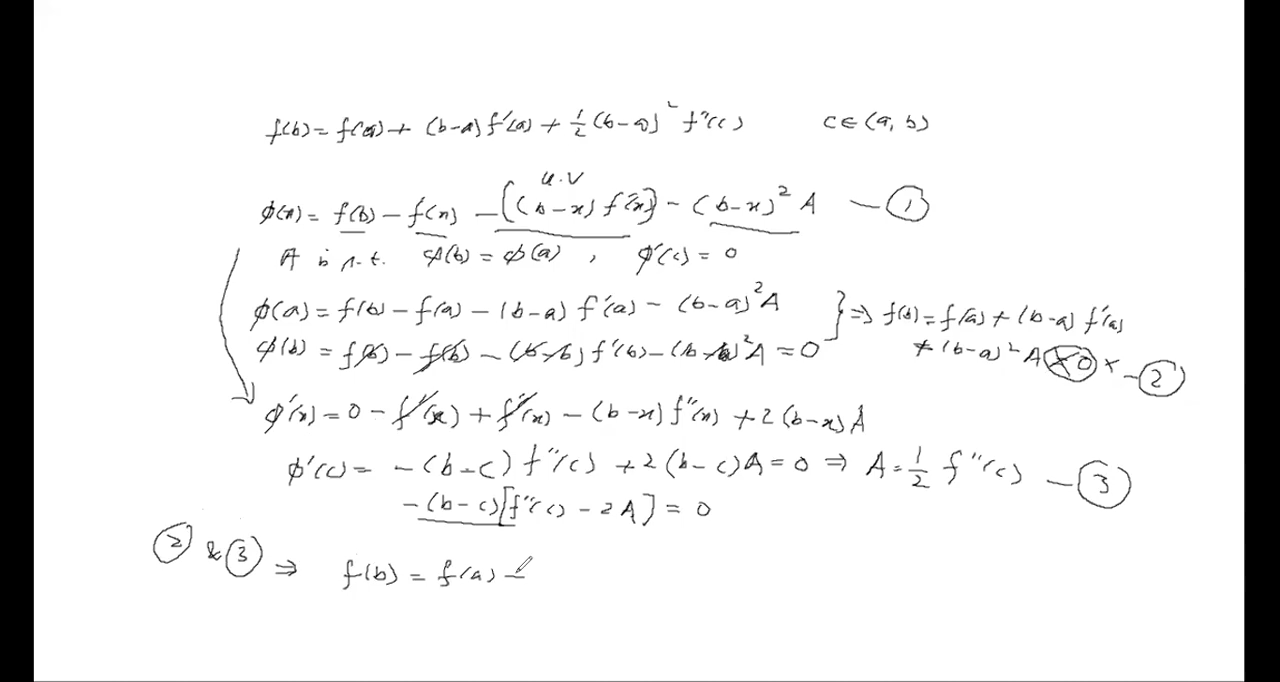 f(b) = f(a) + (b-a) f'(a) + 1/2 (b-a)² f''(c)    c ∈ (a, b)
u.v
φ(x) = f(b) - f(x) - [(b-x) f'(x)] - (b-x)² A — ①
A is s.t. φ(b) = φ(a) , φ'(c) = 0
φ(a) = f(b) - f(a) - (b-a) f'(a) - (b-a)² A } ⇒ f(b) = f(a) + (b-a) f'(a)
φ(b) = f(b) - f(b) - (b-b) f'(b) - (b-b)² A = 0    + (b-a)² A — ②
φ'(x) = 0 - f'(x) + f'(x) - (b-x) f''(x) + 2(b-x) A
φ'(c) = -(b-c) f''(c) + 2(b-c) A = 0 ⇒ A = 1/2 f''(c) — ③
-(b-c) [f''(c) - 2A] = 0
② & ③ ⇒ f(b) = f(a) -